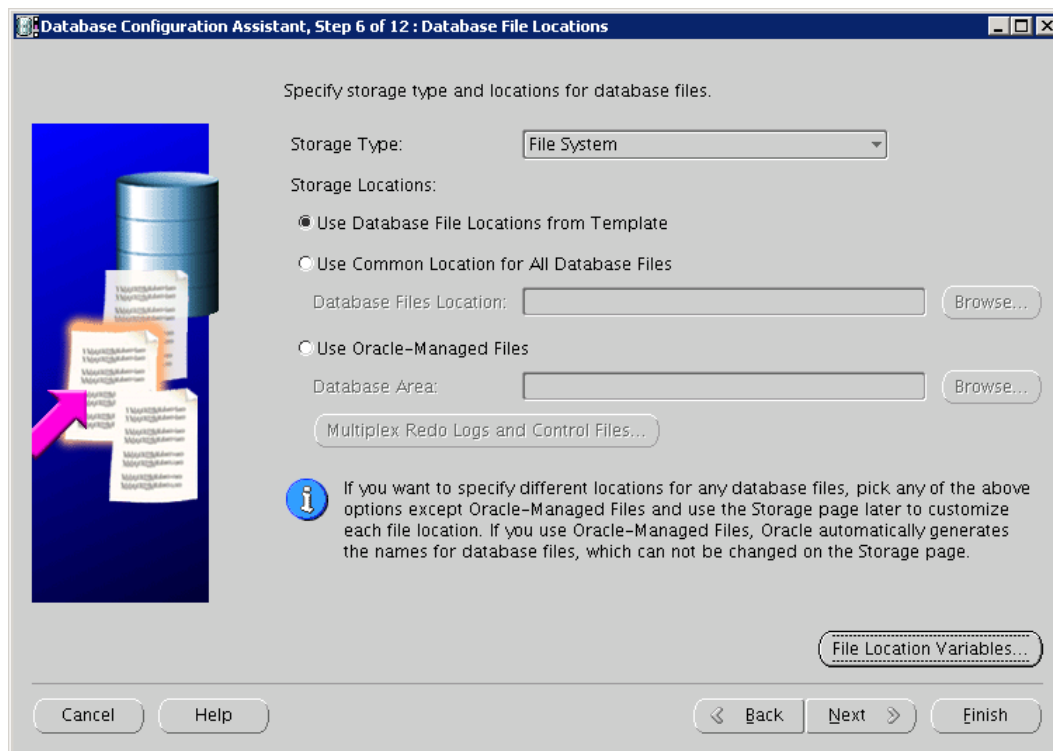 Database Configuration Assistant, Step 6 of 12 : Database File Locations
Specify storage type and locations for database files.
Storage Type:
File System
Storage Locations:
Use Database File Locations from Template
Use Common Location for All Database Files
Database Files Location:
Browse...
Use Oracle-Managed Files
Database Area:
Browse...
Multiplex Redo Logs and Control Files...
If you want to specify different locations for any database files, pick any of the above
options except Oracle-Managed Files and use the Storage page later to customize
each file location. If you use Oracle-Managed Files, Oracle automatically generates
the names for database files, which can not be changed on the Storage page.
File Location Variables...
Cancel
Help
Back
Next
Finish